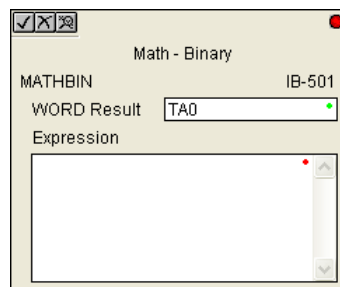 Math - Binary
MATHBIN IB-501
WORD Result TA0
Expression